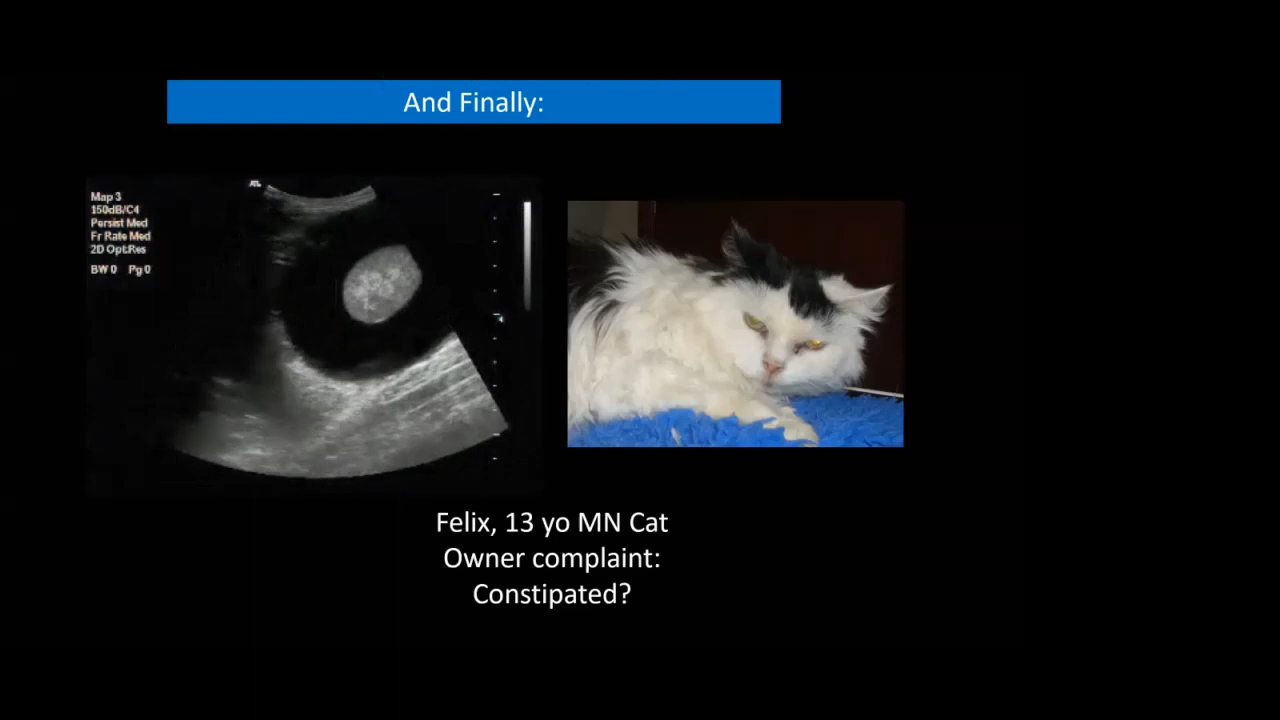 And Finally:
ATL
Map 3
150dB/C4
Persist Med
Fr Rate Med
2D Opt:Res
BW 0 Pg 0
Felix, 13 yo MN Cat
Owner complaint:
Constipated?